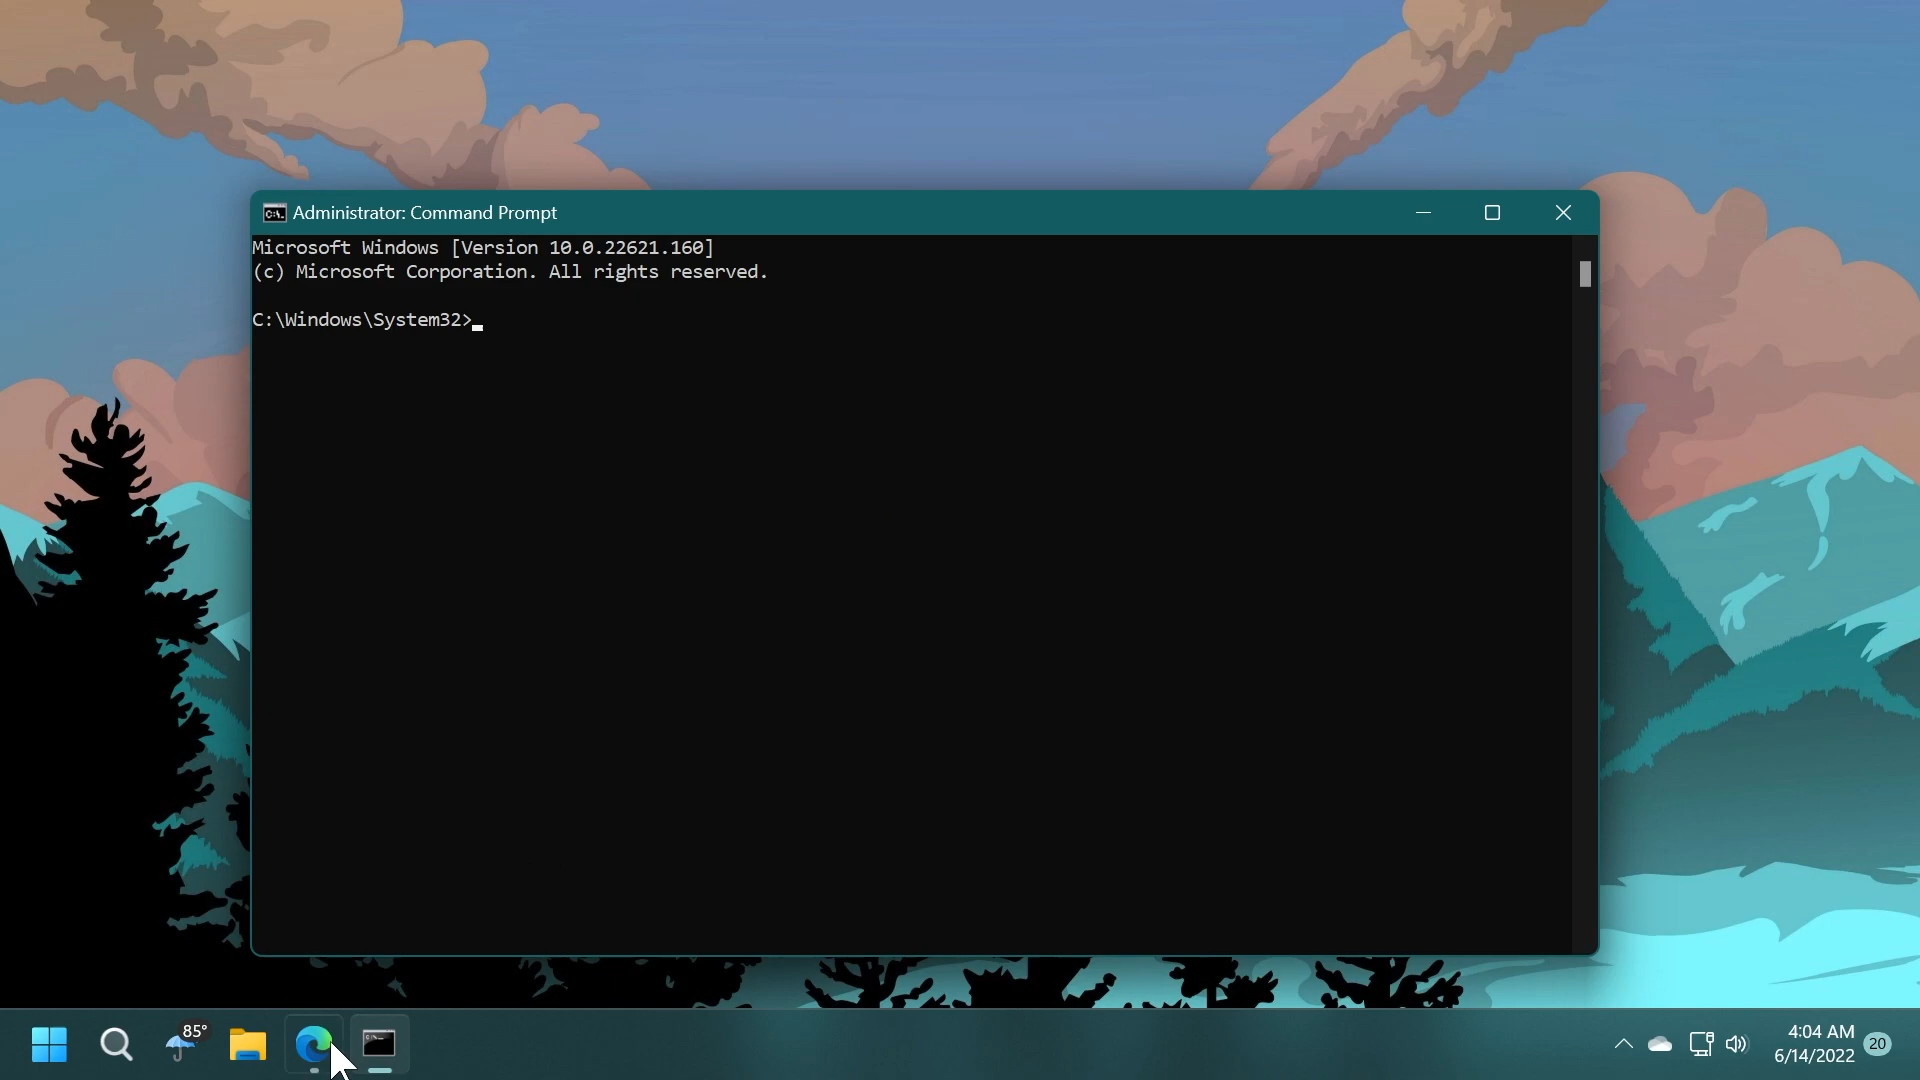 Administrator: Command Prompt
Microsoft Windows [Version 10.0.22621.160]
(c) Microsoft Corporation. All rights reserved.
C:\Windows\System32>
85°
4:04 AM
6/14/2022
20